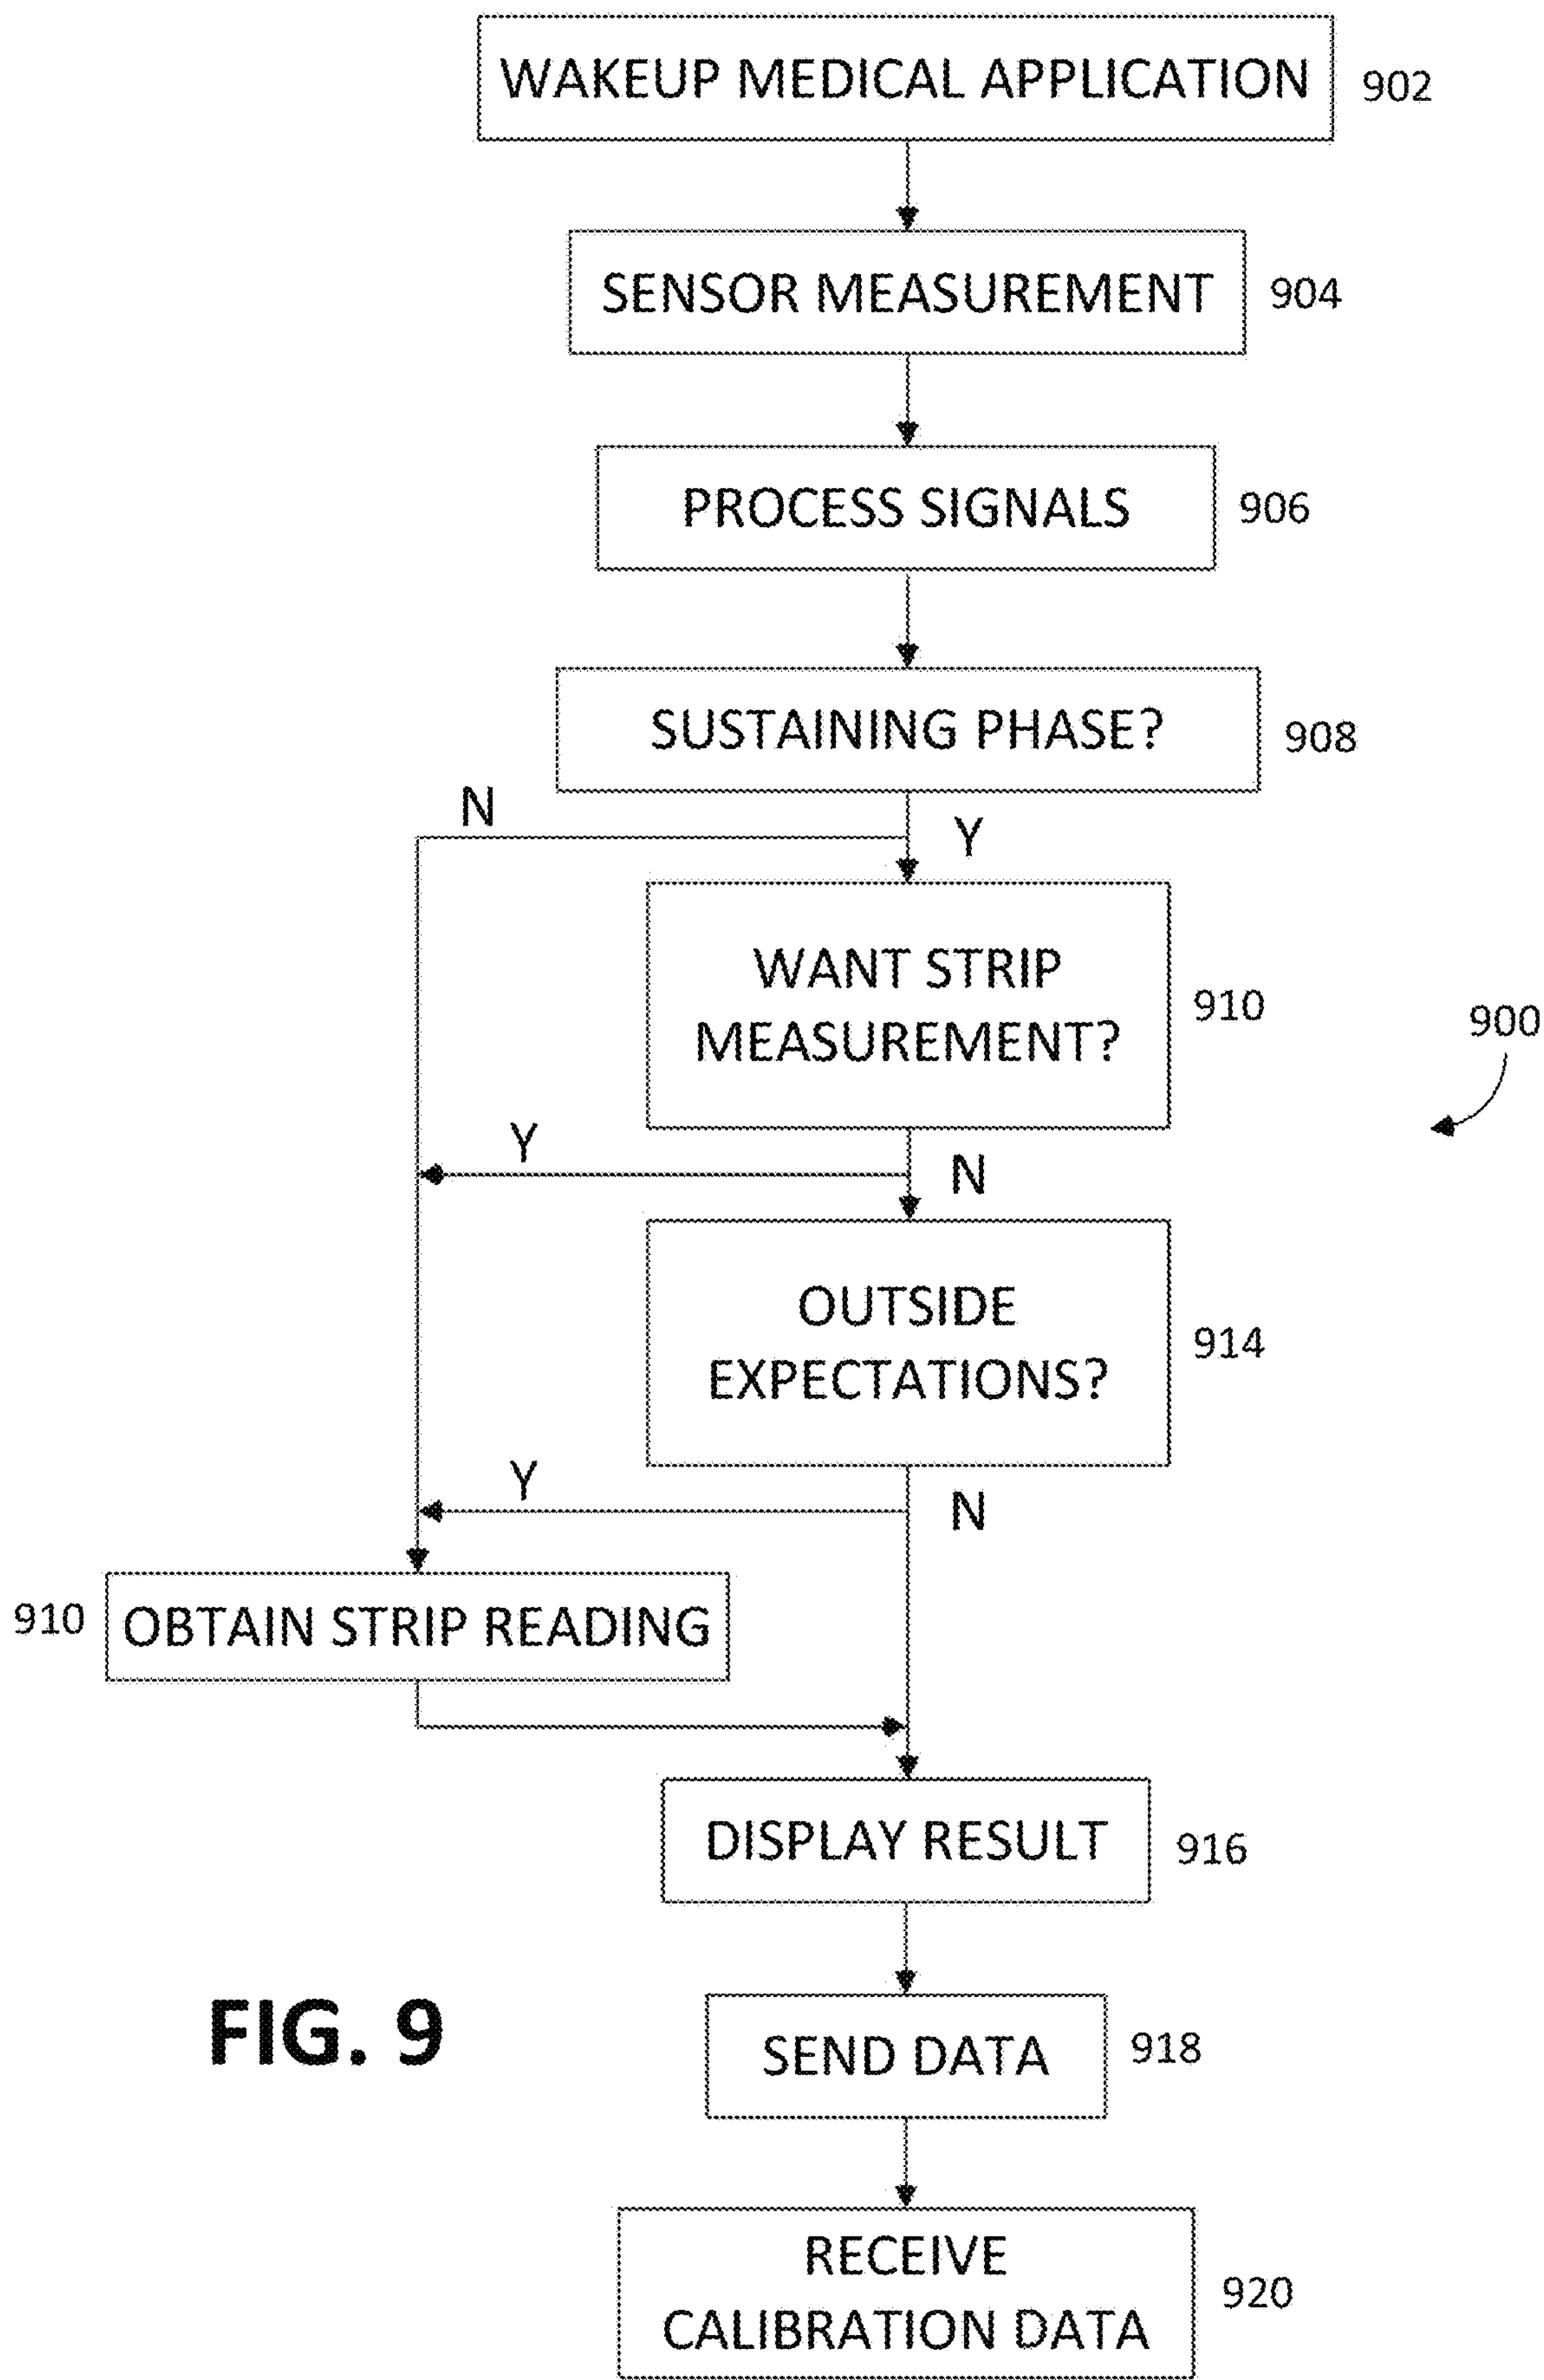 WAKEUP MEDICAL APPLICATION
902
SENSOR MEASUREMENT
904
PROCESS SIGNALS
906
SUSTAINING PHASE?
908
N
Y
WANT STRIP
MEASUREMENT?
910
900
Y
N
OUTSIDE
EXPECTATIONS?
914
Y
N
910
OBTAIN STRIP READING
DISPLAY RESULT
916
FIG. 9
SEND DATA
918
RECEIVE
CALIBRATION DATA
920